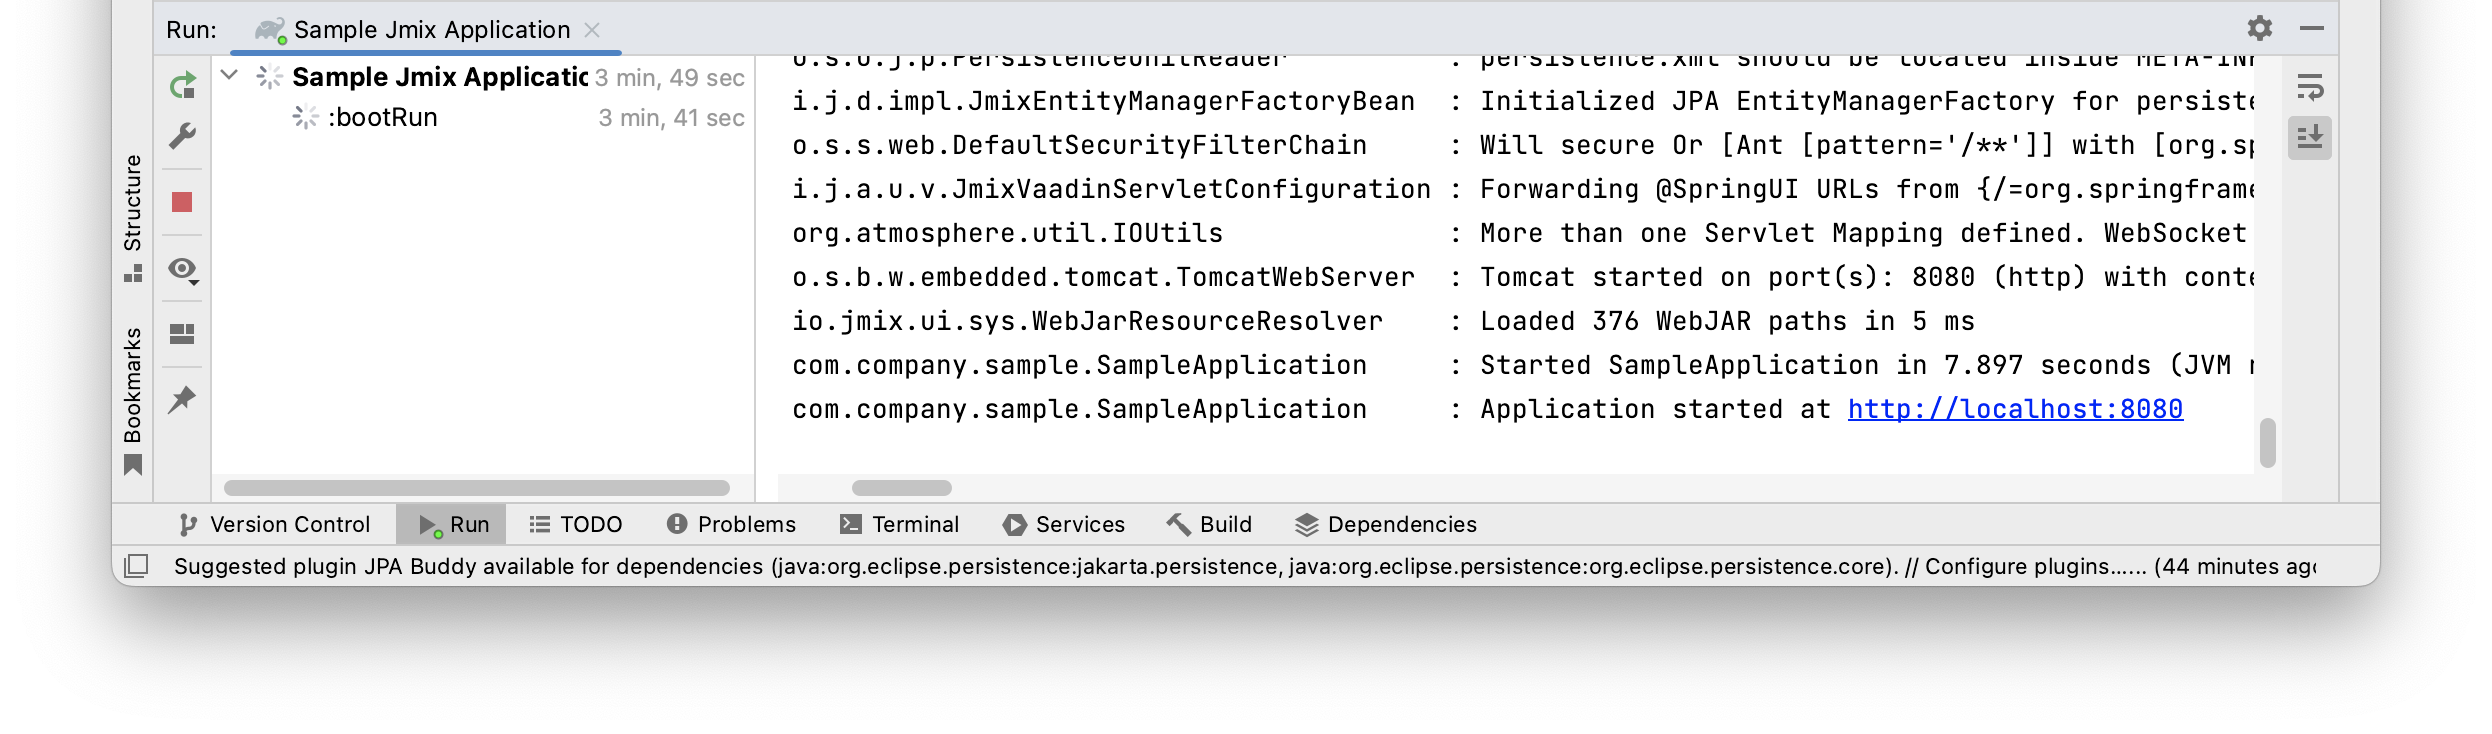 Run: Sample Jmix Application
Sample Jmix Applicatic 3 min, 49 sec
:bootRun 3 min, 41 sec
o.s.o.j.p.PersistenceUnitReader : persistence.xml should be located inside META-INF
i.j.d.impl.JmixEntityManagerFactoryBean : Initialized JPA EntityManagerFactory for persiste
o.s.s.web.DefaultSecurityFilterChain : Will secure Or [Ant [pattern='/**']] with [org.sp
i.j.a.u.v.JmixVaadinServletConfiguration : Forwarding @SpringUI URLs from {/=org.springframe
org.atmosphere.util.IOUtils : More than one Servlet Mapping defined. WebSocket
o.s.b.w.embedded.tomcat.TomcatWebServer : Tomcat started on port(s): 8080 (http) with conte
io.jmix.ui.sys.WebJarResourceResolver : Loaded 376 WebJAR paths in 5 ms
com.company.sample.SampleApplication : Started SampleApplication in 7.897 seconds (JVM r
com.company.sample.SampleApplication : Application started at http://localhost:8080
Structure
Bookmarks
Version Control Run TODO Problems Terminal Services Build Dependencies
Suggested plugin JPA Buddy available for dependencies (java:org.eclipse.persistence:jakarta.persistence, java:org.eclipse.persistence:org.eclipse.persistence.core). // Configure plugins...... (44 minutes ago